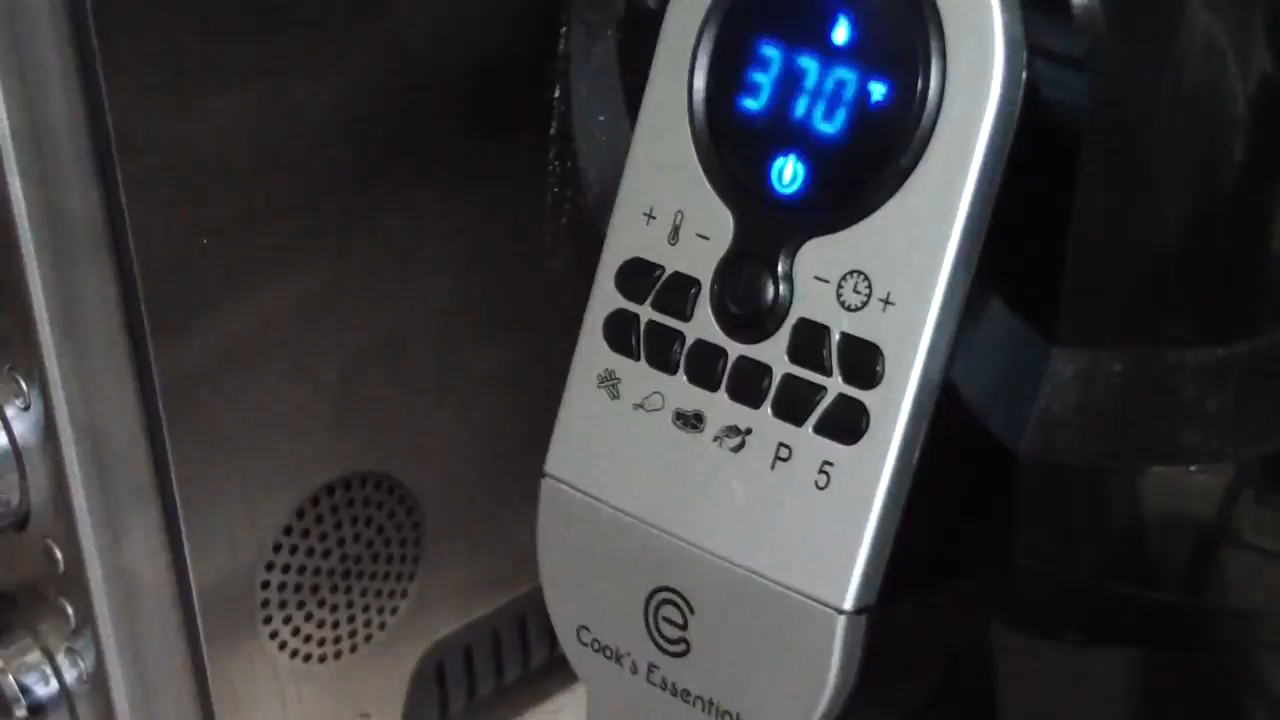 370°F
+ -
- +
P 5
e
Cook's Essential